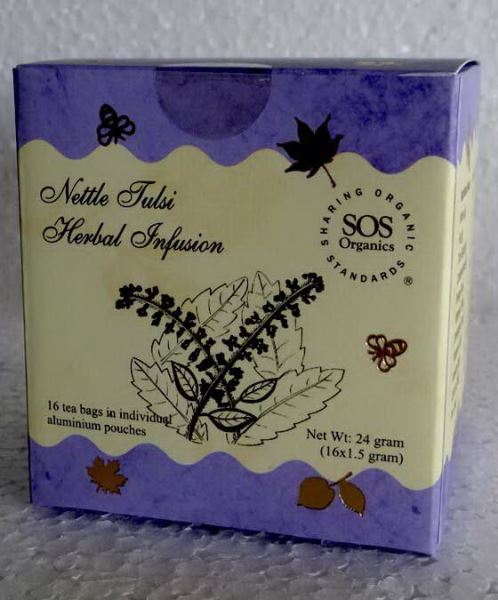 Nettle Tulsi
Herbal Infusion
SHARING ORGANIC STANDARDS
SOS
Organics
®
16 tea bags in individual
aluminium pouches
Net Wt: 24 gram
(16x1.5 gram)